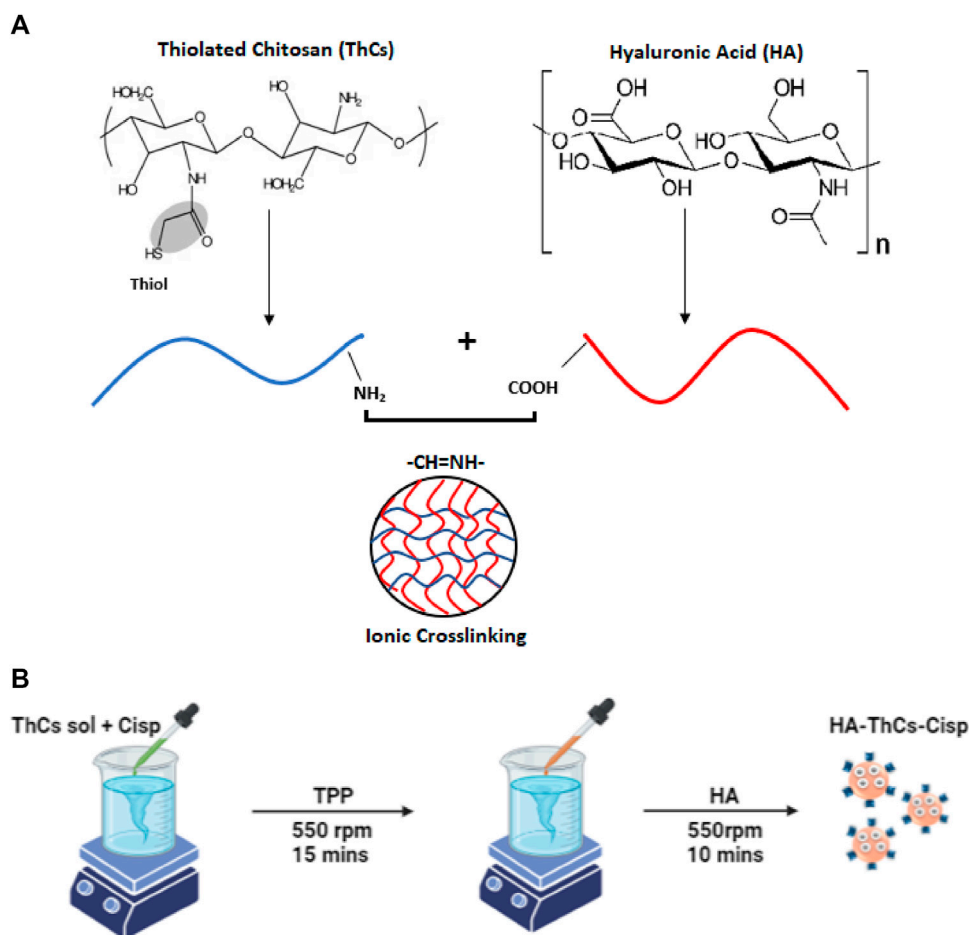 A
Thiolated Chitosan (ThCs)
Hyaluronic Acid (HA)
HOH₂C
HO
NH₂
O
O
O
O
HO
NH
HOH₂C
HO
O
HS
Thiol
O
OH
O
O
HO
OH
O
OH
HO
O
O
NH
O
n
+
NH₂
COOH
-CH=NH-
Ionic Crosslinking
B
ThCs sol + Cisp
TPP
550 rpm
15 mins
HA
550rpm
10 mins
HA-ThCs-Cisp